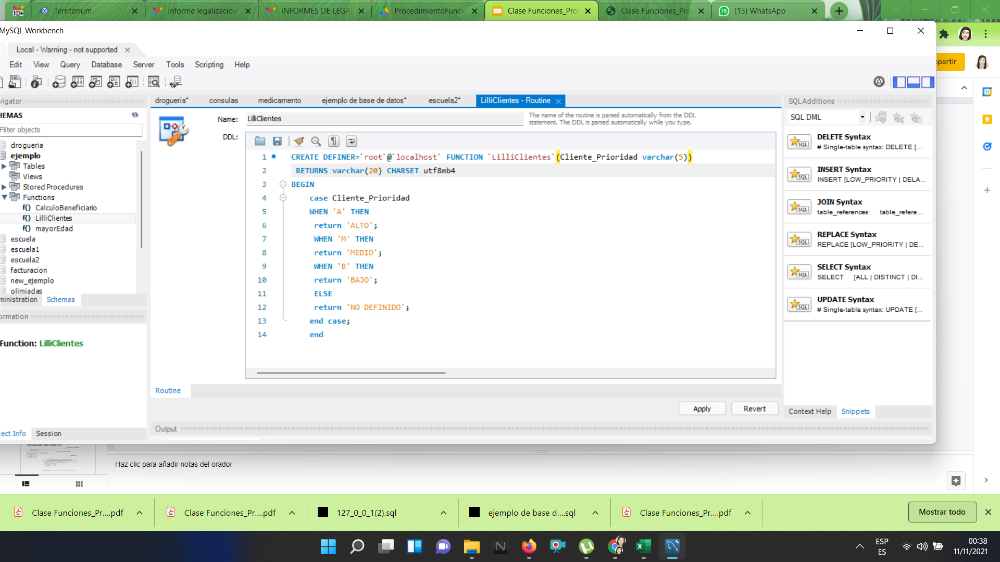 Territorium
informe legalizacion
INFORMES DE LEGA
ProcedimientoFunci
Clase Funciones_Pro
Clase Funciones_Pro
(15) WhatsApp
MySQL Workbench
Local - Warning - not supported
Edit View Query Database Server Tools Scripting Help
partir
vigator
HEMAS
Filter objects
drogueria
ejemplo
Tables
Views
Stored Procedures
Functions
f() CalculoBeneficiario
f() LilliClientes
f() mayorEdad
escuela
escuela1
escuela2
facturacion
new_ejemplo
olimiadas
ministration Schemas
ormation
Function: LilliClientes
ect Info Session
drogueria* consulas medicamento ejemplo de base de datos* escuela2* LilliClientes - Routine
Name: LilliClientes
The name of the routine is parsed automatically from the DDL
statement. The DDL is parsed automatically while you type.
DDL:
1 CREATE DEFINER=`root`@`localhost` FUNCTION `LilliClientes`(Cliente_Prioridad varchar(5))
2 RETURNS varchar(20) CHARSET utf8mb4
3 BEGIN
4 case Cliente_Prioridad
5 WHEN 'A' THEN
6 return 'ALTO';
7 WHEN 'M' THEN
8 return 'MEDIO';
9 WHEN 'B' THEN
10 return 'BAJO';
11 ELSE
12 return 'NO DEFINIDO';
13 end case;
14 end
Routine
Apply Revert
Output
SQLAdditions
SQL DML
DELETE Syntax
# Single-table syntax: DELETE [...
INSERT Syntax
INSERT [LOW_PRIORITY | DELA...
JOIN Syntax
table_references: table_refere...
REPLACE Syntax
REPLACE [LOW_PRIORITY | DE...
SELECT Syntax
SELECT [ALL | DISTINCT | DI...
UPDATE Syntax
# Single-table syntax: UPDATE [...
Context Help Snippets
Ejecucion de funcion
Haz clic para añadir notas del orador
Clase Funciones_Pr....pdf
Clase Funciones_Pr....pdf
127_0_0_1(2).sql
ejemplo de base d....sql
Clase Funciones_Pr....pdf
Mostrar todo
ESP
ES
00:38
11/11/2021